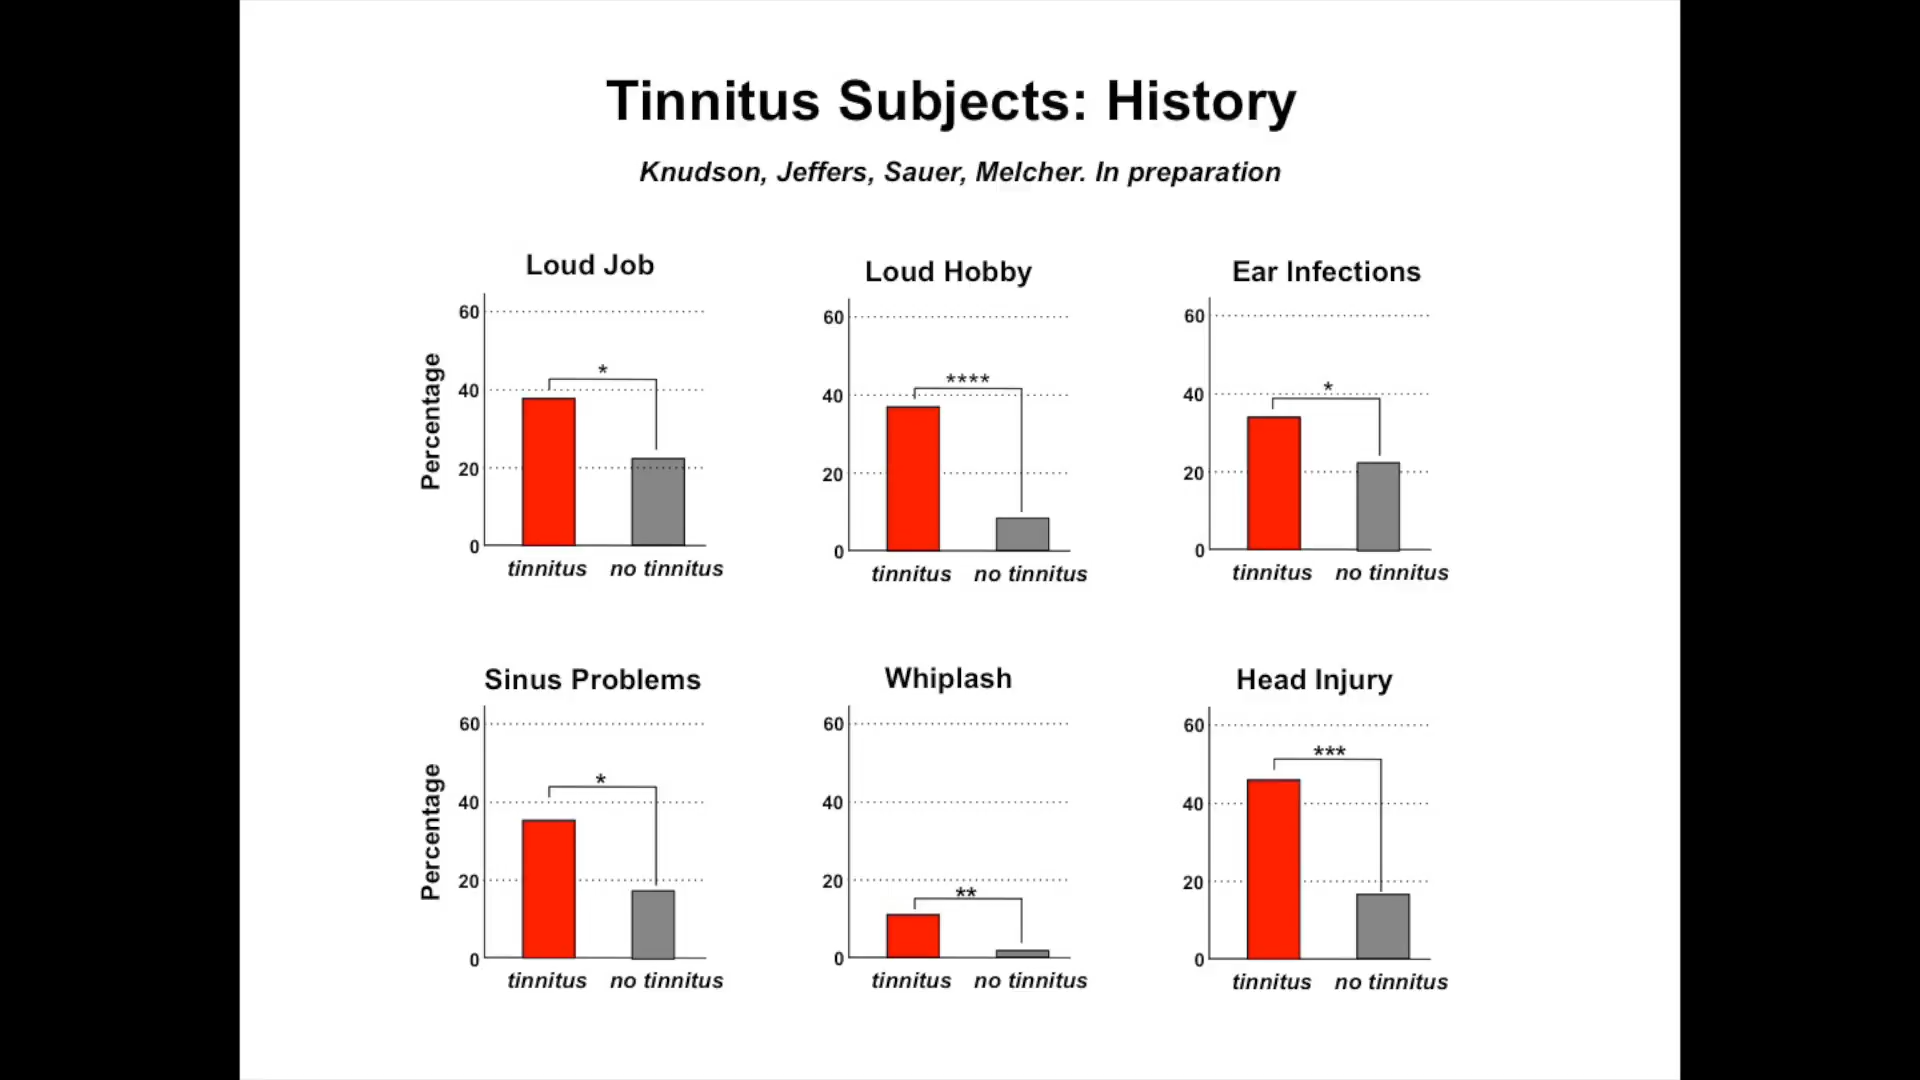 Tinnitus Subjects: History
Knudson, Jeffers, Sauer, Melcher. In preparation
Loud Job
Percentage
60
40
20
0
*
tinnitus no tinnitus
Loud Hobby
60
40
20
0
****
tinnitus no tinnitus
Ear Infections
60
40
20
0
*
tinnitus no tinnitus
Sinus Problems
Percentage
60
40
20
0
*
tinnitus no tinnitus
Whiplash
60
40
20
0
**
tinnitus no tinnitus
Head Injury
60
40
20
0
***
tinnitus no tinnitus